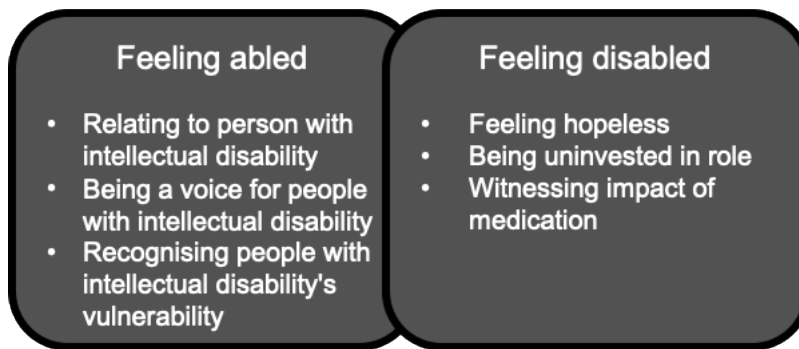 Feeling abled
• Relating to person with
intellectual disability
• Being a voice for people
with intellectual disability
• Recognising people with
intellectual disability's
vulnerability
Feeling disabled
• Feeling hopeless
• Being uninvested in role
• Witnessing impact of
medication